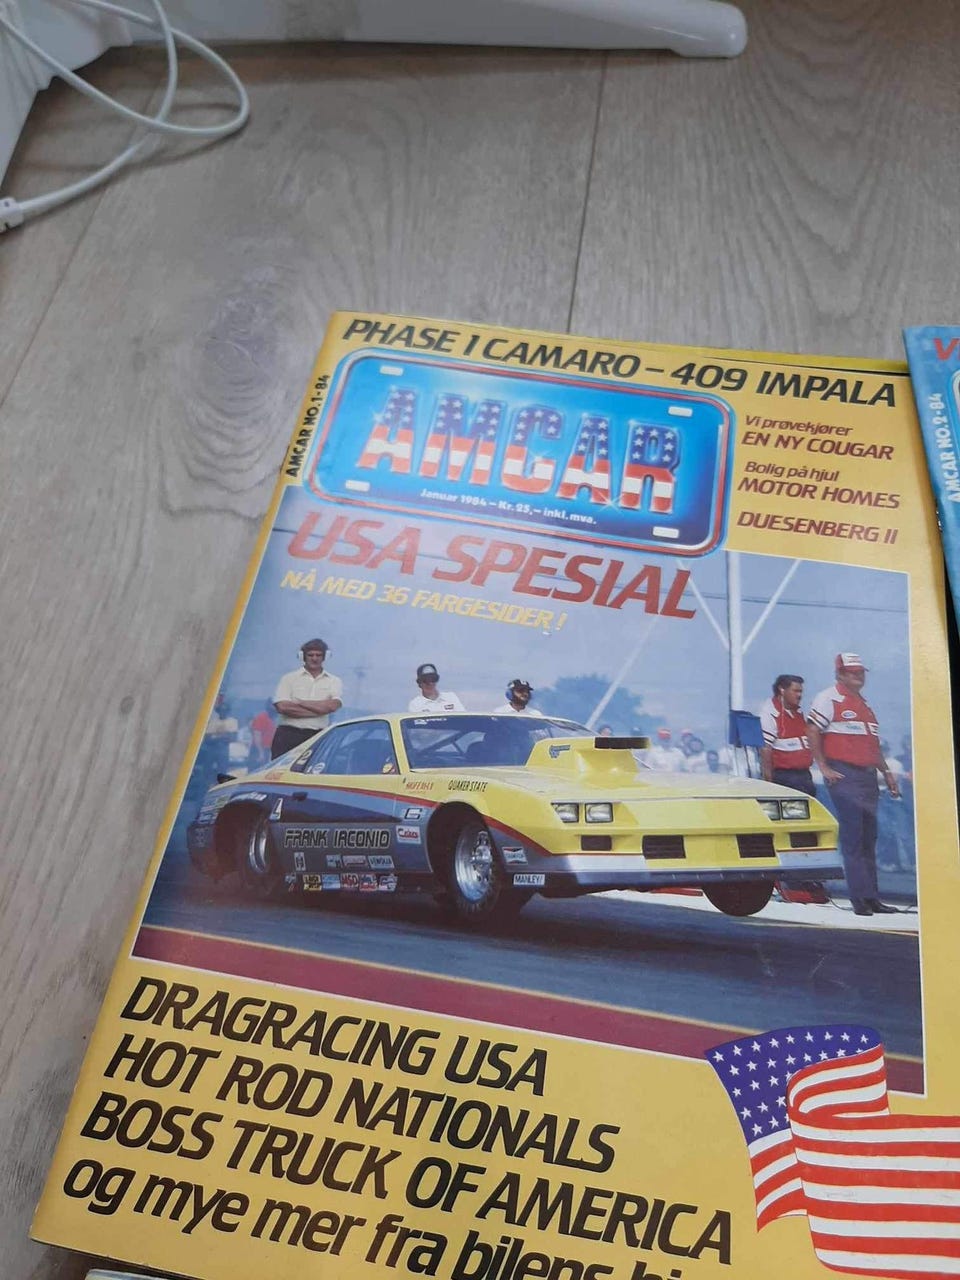 PHASE 1 CAMARO – 409 IMPALA
AMCAR NO. 1-84
AMCAR
Januar 1984 – Kr. 25,– inkl. mva.
Vi prøvekjører
EN NY COUGAR
Bolig på hjul
MOTOR HOMES
DUESENBERG II
USA SPESIAL
NÅ MED 36 FARGESIDER!
QUAKER STATE
FRANK IACONIO
MANLEY
DRAGRACING USA
HOT ROD NATIONALS
BOSS TRUCK OF AMERICA
og mye mer fra bilens
AMCAR NO. 2-84